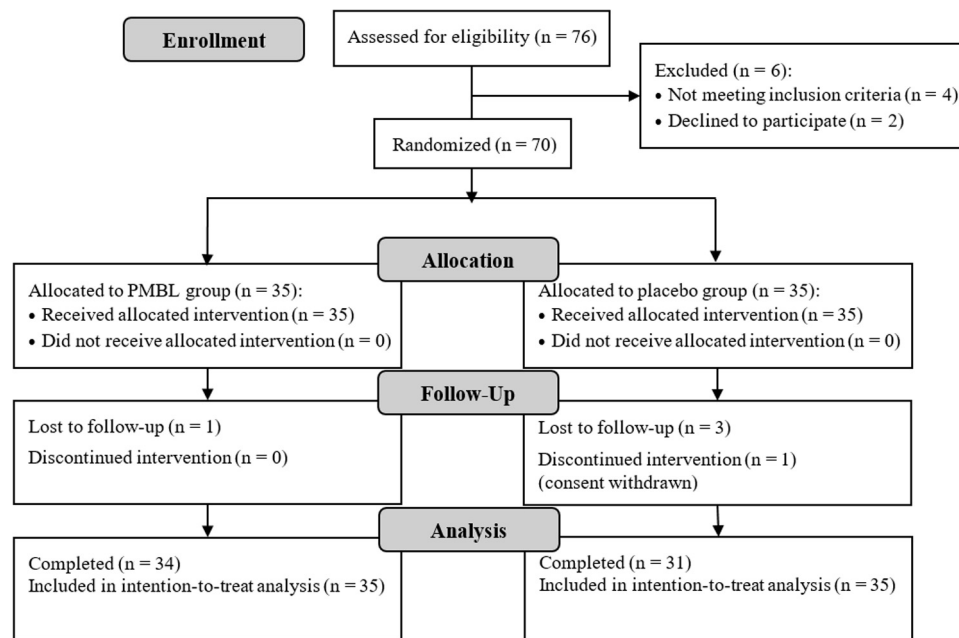 Enrollment
Assessed for eligibility (n = 76)
Excluded (n = 6):
• Not meeting inclusion criteria (n = 4)
• Declined to participate (n = 2)
Randomized (n = 70)
Allocation
Allocated to PMBL group (n = 35):
• Received allocated intervention (n = 35)
• Did not receive allocated intervention (n = 0)
Allocated to placebo group (n = 35):
• Received allocated intervention (n = 35)
• Did not receive allocated intervention (n = 0)
Follow-Up
Lost to follow-up (n = 1)
Discontinued intervention (n = 0)
Lost to follow-up (n = 3)
Discontinued intervention (n = 1)
(consent withdrawn)
Analysis
Completed (n = 34)
Included in intention-to-treat analysis (n = 35)
Completed (n = 31)
Included in intention-to-treat analysis (n = 35)